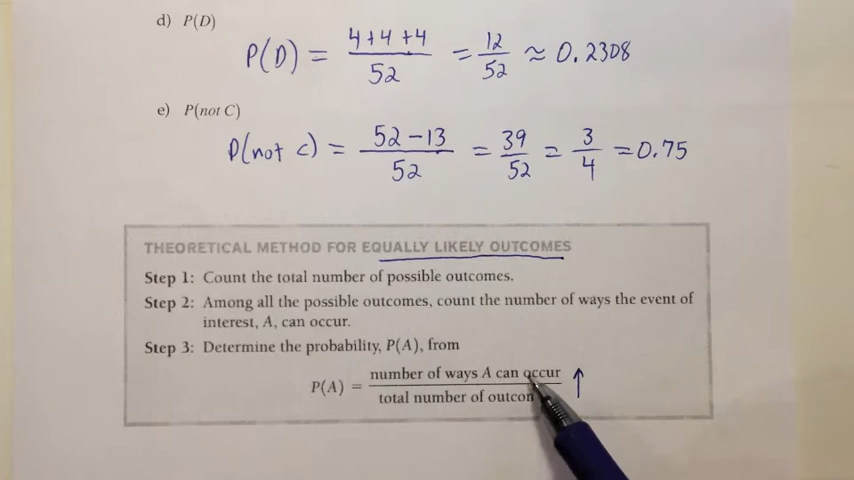 d) P(D)
P(D) = 4+4+4 / 52 = 12/52 ≈ 0.2308
e) P(not C)
P(not C) = 52-13 / 52 = 39/52 = 3/4 = 0.75
THEORETICAL METHOD FOR EQUALLY LIKELY OUTCOMES
Step 1: Count the total number of possible outcomes.
Step 2: Among all the possible outcomes, count the number of ways the event of
interest, A, can occur.
Step 3: Determine the probability, P(A), from
P(A) = number of ways A can occur / total number of ↑